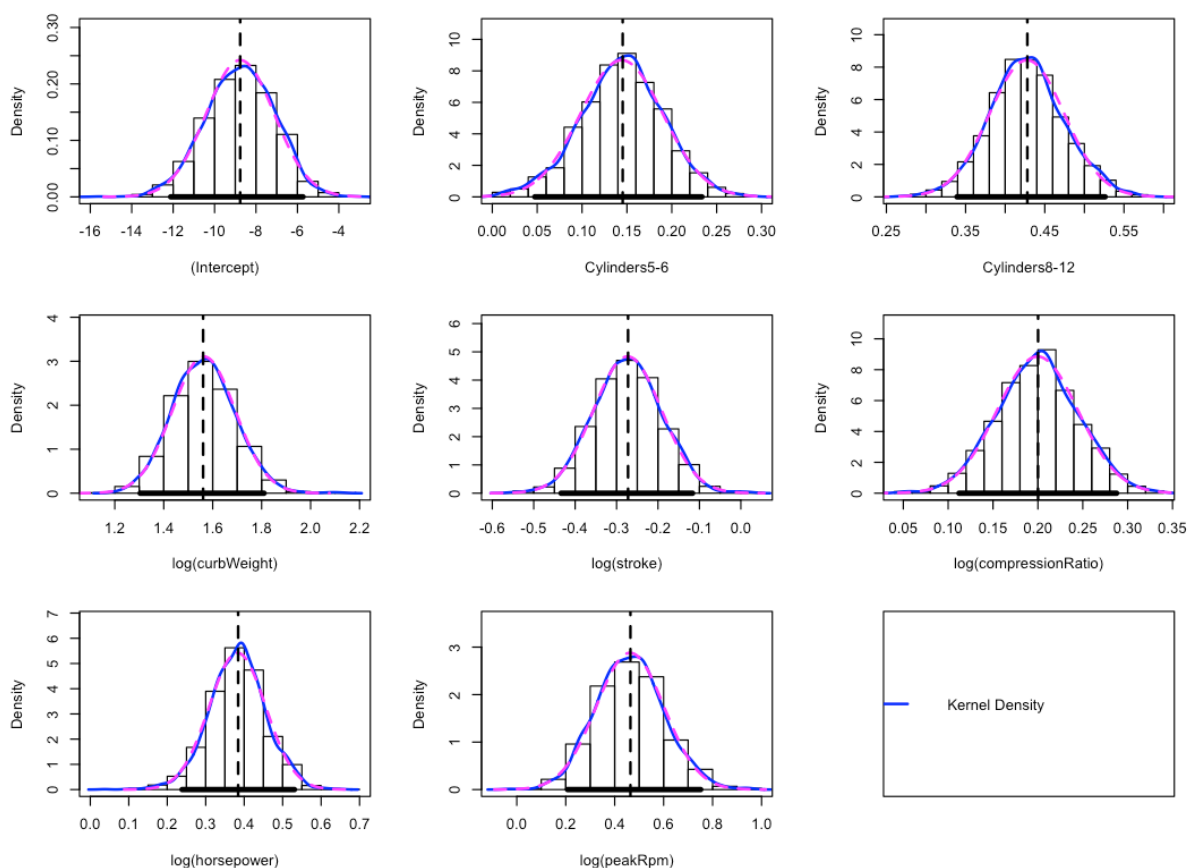 0.30
0.20
0.10
0.00
Density
-16 -14 -12 -10 -8 -6 -4
(Intercept)
10
8
6
4
2
0
Density
0.00 0.05 0.10 0.15 0.20 0.25 0.30
Cylinders5-6
10
8
6
4
2
0
Density
0.25 0.35 0.45 0.55
Cylinders8-12
4
3
2
1
0
Density
1.2 1.4 1.6 1.8 2.0 2.2
log(curbWeight)
6
5
4
3
2
1
0
Density
-0.6 -0.5 -0.4 -0.3 -0.2 -0.1 0.0
log(stroke)
10
8
6
4
2
0
Density
0.05 0.10 0.15 0.20 0.25 0.30 0.35
log(compressionRatio)
7
6
5
4
3
2
1
0
Density
0.0 0.1 0.2 0.3 0.4 0.5 0.6 0.7
log(horsepower)
3
2
1
0
Density
0.0 0.2 0.4 0.6 0.8 1.0
log(peakRpm)
Kernel Density